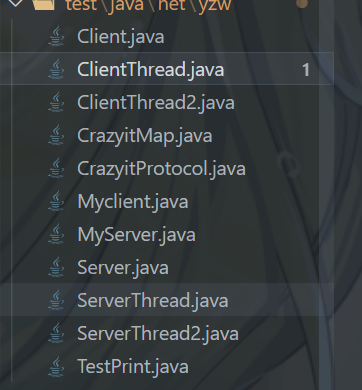 test\java\net\yzw
Client.java
ClientThread.java 1
ClientThread2.java
CrazyitMap.java
CrazyitProtocol.java
Myclient.java
MyServer.java
Server.java
ServerThread.java
ServerThread2.java
TestPrint.java